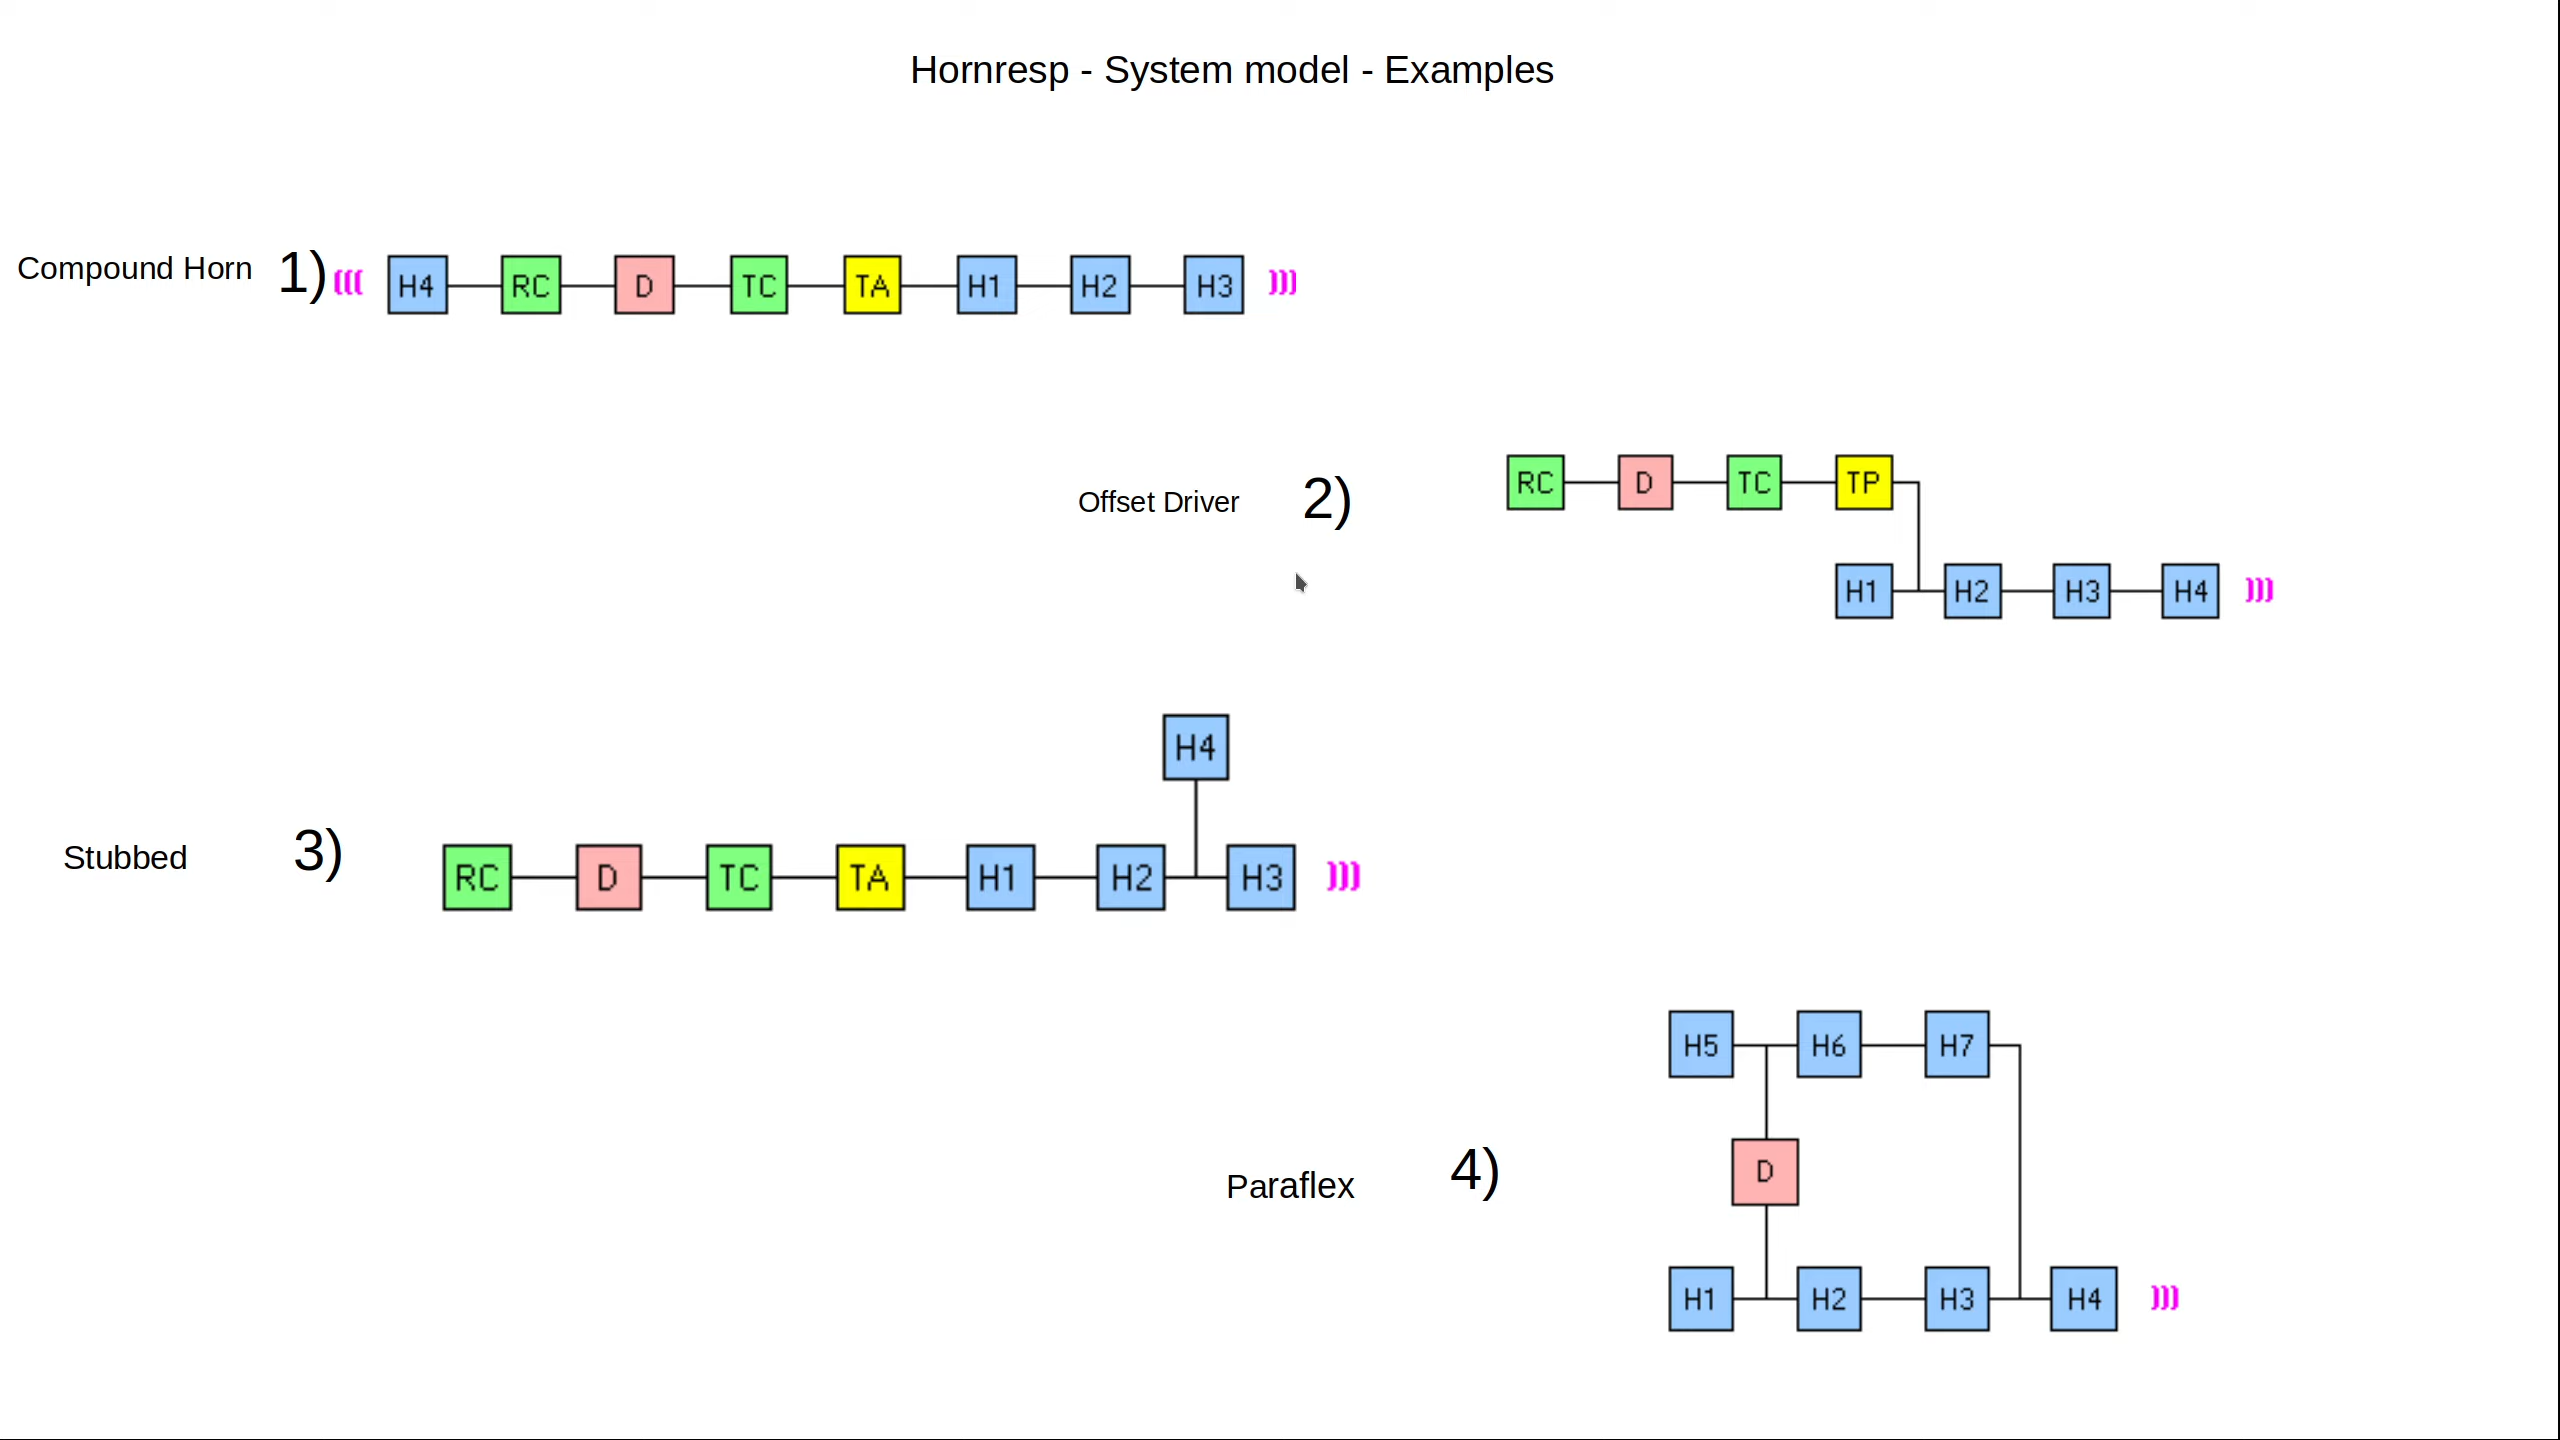 Hornresp - System model - Examples
Compound Horn 1) ((( H4 RC D TC TA H1 H2 H3 )))
Offset Driver 2) RC D TC TP
H1 H2 H3 H4 )))
H4
Stubbed 3) RC D TC TA H1 H2 H3 )))
H5 H6 H7
Paraflex 4) D
H1 H2 H3 H4 )))